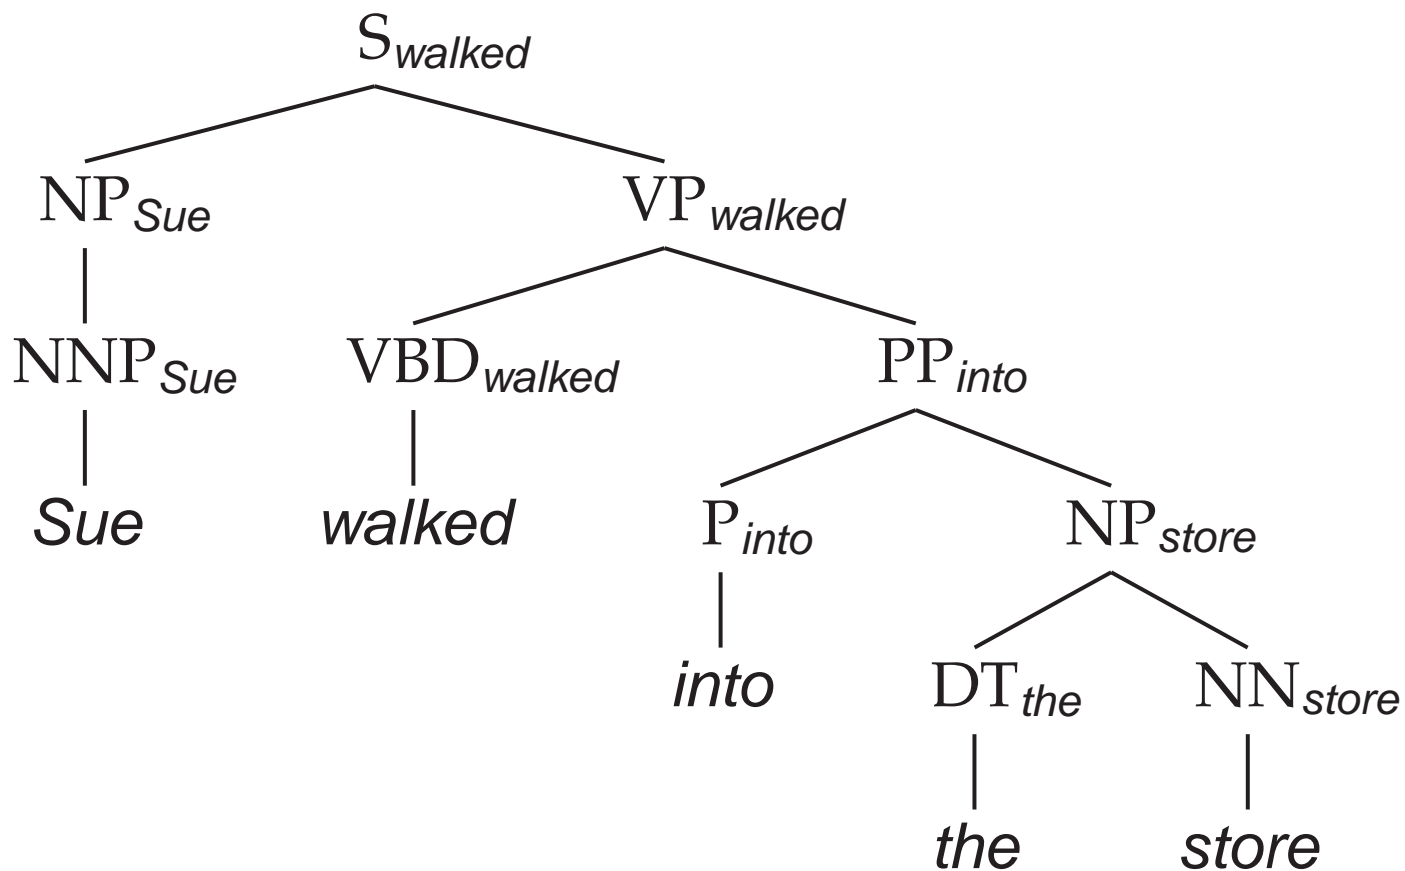 S walked
NP Sue VP walked
NNP Sue VBD walked PP into
Sue walked P into NP store
into DT the NN store
the store